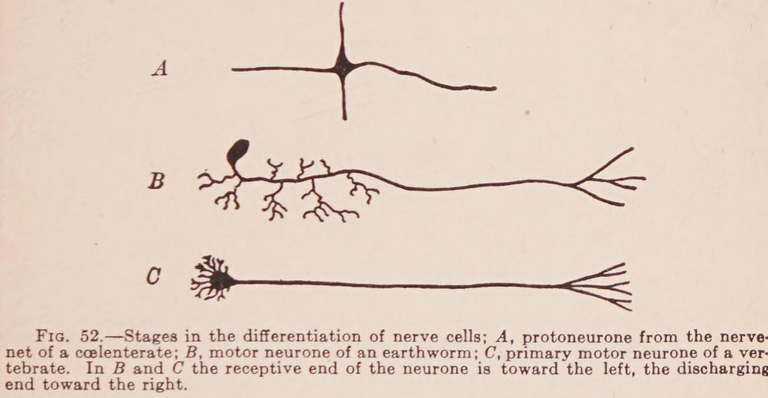 A
B
C
FIG. 52.—Stages in the differentiation of nerve cells; A, protoneurone from the nerve-
net of a cœlenterate; B, motor neurone of an earthworm; C, primary motor neurone of a ver-
tebrate. In B and C the receptive end of the neurone is toward the left, the discharging
end toward the right.